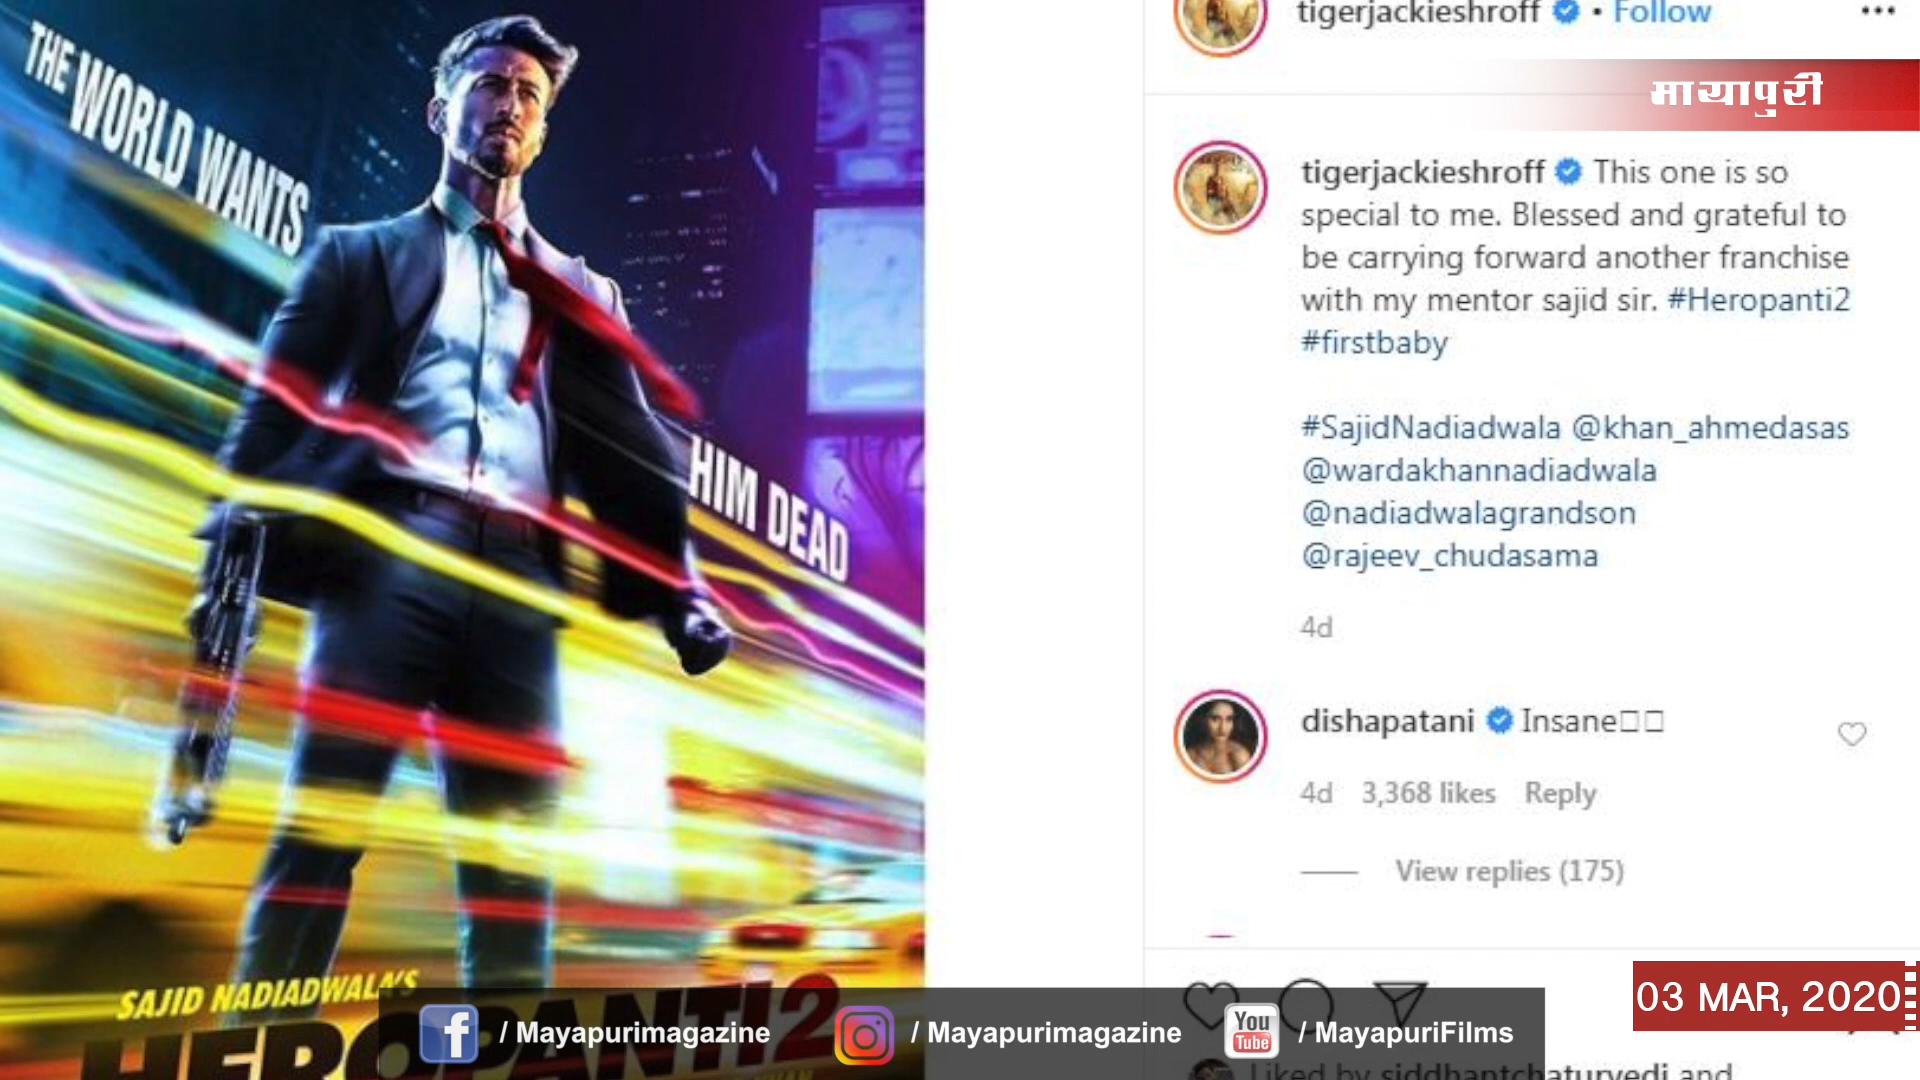 THE WORLD WANTS
HIM DEAD
SAJID NADIADWALA'S
HEROPANTI 2
tigerjackieshroff • Follow
मायापुरी
tigerjackieshroff This one is so
special to me. Blessed and grateful to
be carrying forward another franchise
with my mentor sajid sir. #Heropanti2
#firstbaby
#SajidNadiadwala @khan_ahmedasas
@wardakhannadiadwala
@nadiadwalagrandson
@rajeev_chudasama
4d
dishapatani Insane
4d 3,368 likes Reply
View replies (175)
03 MAR, 2020
/ Mayapurimagazine
/ Mayapurimagazine
You Tube / MayapuriFilms
Liked by siddhantchaturvedi and